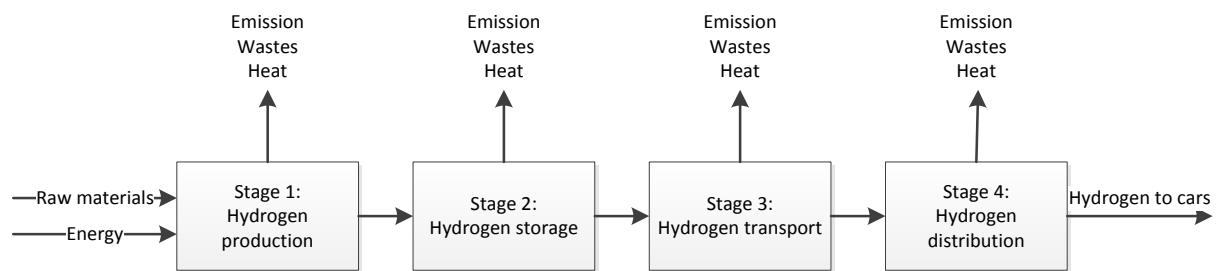 Emission
Wastes
Heat
Emission
Wastes
Heat
Emission
Wastes
Heat
Emission
Wastes
Heat
Raw materials
Energy
Stage 1:
Hydrogen
production
Stage 2:
Hydrogen storage
Stage 3:
Hydrogen transport
Stage 4:
Hydrogen
distribution
Hydrogen to cars